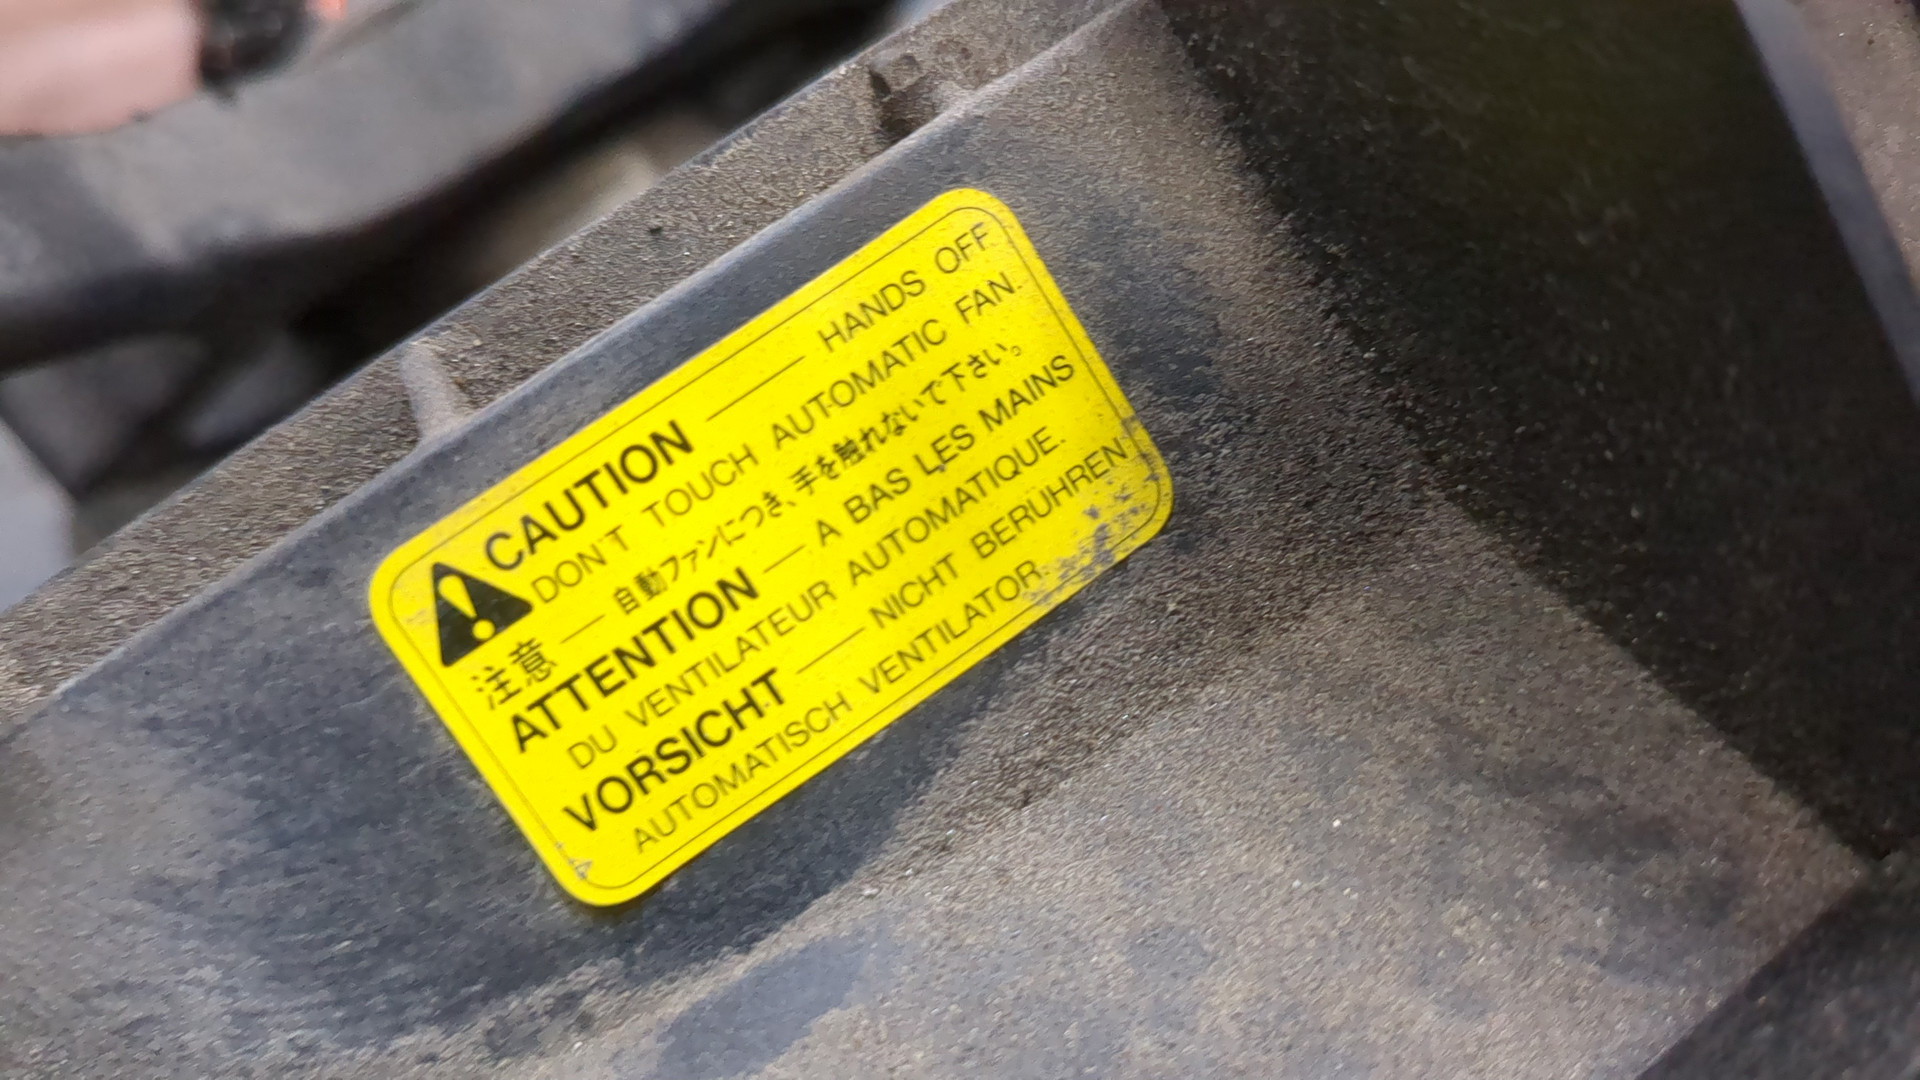 CAUTION — HANDS OFF
DON'T TOUCH AUTOMATIC FAN.
注意 — 自動ファンにつき、手を触れないで下さい。
ATTENTION — A BAS LES MAINS
DU VENTILATEUR AUTOMATIQUE.
VORSICHT — NICHT BERUHREN
AUTOMATISCH VENTILATOR.